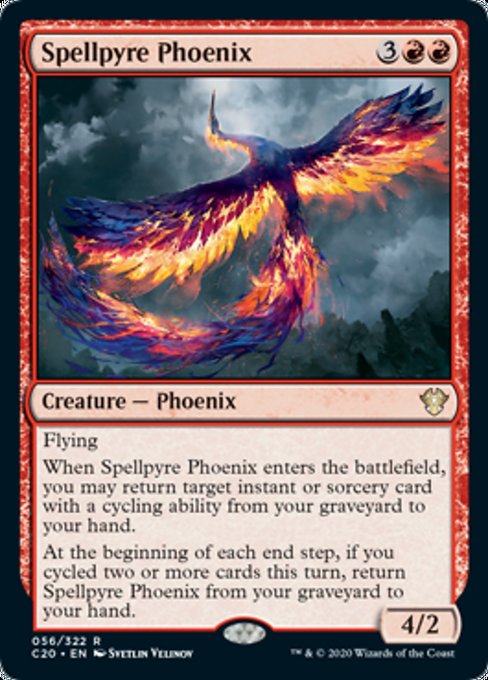 Spellpyre Phoenix 3
Creature — Phoenix
Flying
When Spellpyre Phoenix enters the battlefield,
you may return target instant or sorcery card
with a cycling ability from your graveyard to
your hand.
At the beginning of each end step, if you
cycled two or more cards this turn, return
Spellpyre Phoenix from your graveyard to
your hand.
4/2
056/322 R
C20 • EN Svetlin Velinov ™ & © 2020 Wizards of the Coast